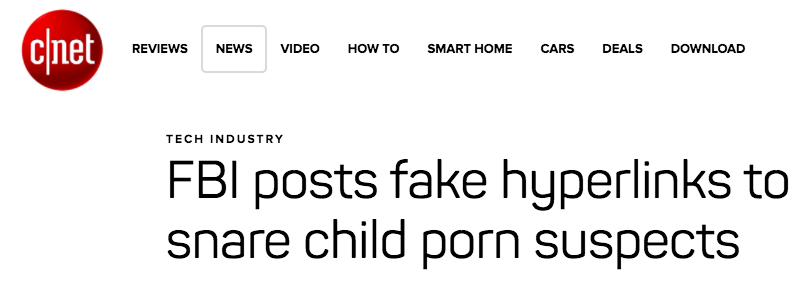 c|net
REVIEWS NEWS VIDEO HOW TO SMART HOME CARS DEALS DOWNLOAD
TECH INDUSTRY
FBI posts fake hyperlinks to
snare child porn suspects